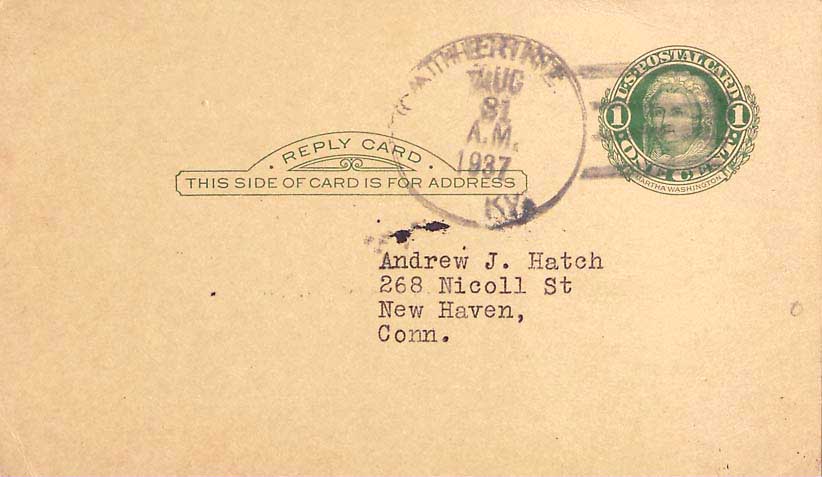 U.S. POSTAL CARD
1 1
ONE CENT
MARTHA WASHINGTON
AUG
31
A.M.
1937
KY.
REPLY CARD
THIS SIDE OF CARD IS FOR ADDRESS
Andrew J. Hatch
268 Nicoll St
New Haven,
Conn.